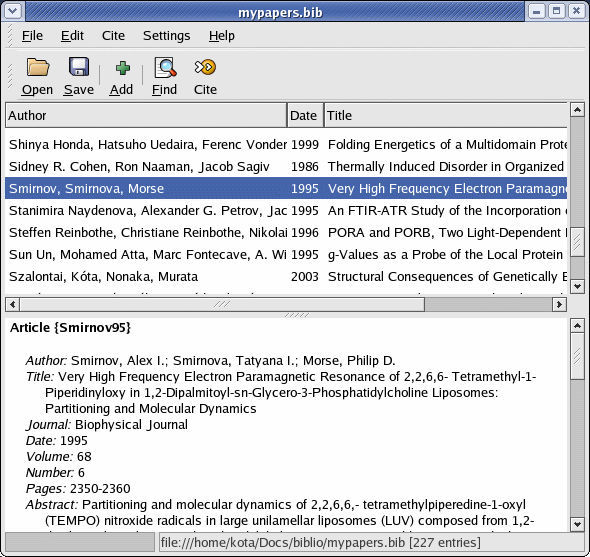 mypapers.bib
File Edit Cite Settings Help
Open Save Add Find Cite
Author Date Title
Shinya Honda, Hatsuho Uedaira, Ferenc Vonder 1999 Folding Energetics of a Multidomain Prote
Sidney R. Cohen, Ron Naaman, Jacob Sagiv 1986 Thermally Induced Disorder in Organized
Smirnov, Smirnova, Morse 1995 Very High Frequency Electron Paramagne
Stanimira Naydenova, Alexander G. Petrov, Jac 1995 An FTIR-ATR Study of the Incorporation
Steffen Reinbothe, Christiane Reinbothe, Nikolai 1996 PORA and PORB, Two Light-Dependent
Sun Un, Mohamed Atta, Marc Fontecave, A. Wi 1995 g-Values as a Probe of the Local Protein
Szalontai, Kóta, Nonaka, Murata 2003 Structural Consequences of Genetically E
Article {Smirnov95}
Author: Smirnov, Alex I.; Smirnova, Tatyana I.; Morse, Philip D.
Title: Very High Frequency Electron Paramagnetic Resonance of 2,2,6,6- Tetramethyl-1-
Piperidinyloxy in 1,2-Dipalmitoyl-sn-Glycero-3-Phosphatidylcholine Liposomes:
Partitioning and Molecular Dynamics
Journal: Biophysical Journal
Date: 1995
Volume: 68
Number: 6
Pages: 2350-2360
Abstract: Partitioning and molecular dynamics of 2,2,6,6,- tetramethylpiperedine-1-oxyl
(TEMPO) nitroxide radicals in large unilamellar liposomes (LUV) composed from 1,2-
file:///home/kota/Docs/biblio/mypapers.bib [227 entries]